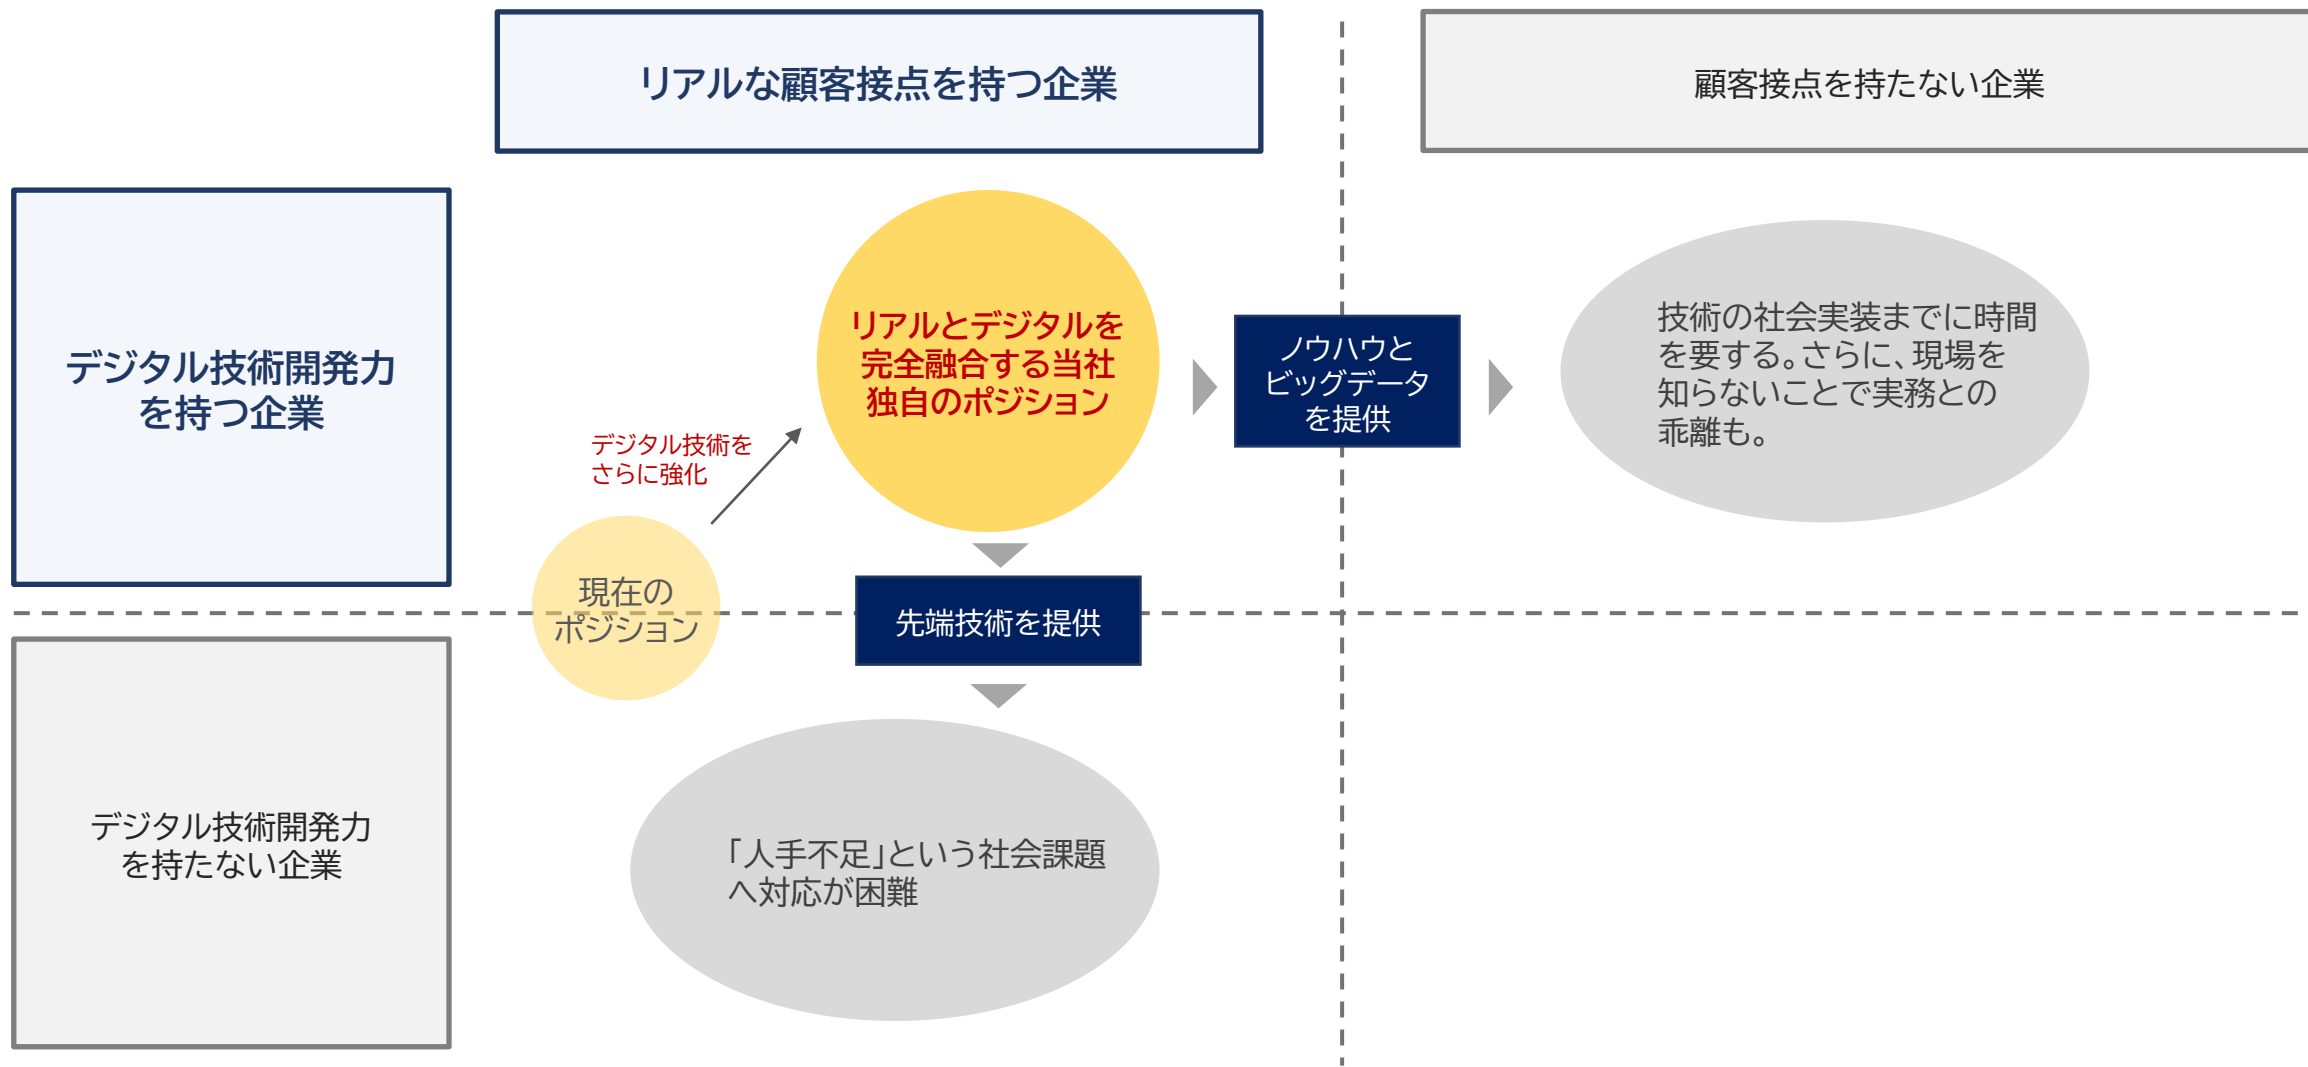 リアルな顧客接点を持つ企業
顧客接点を持たない企業
デジタル技術開発力
を持つ企業
リアルとデジタルを
完全融合する当社
独自のポジション
ノウハウと
ビッグデータ
を提供
技術の社会実装までに時間
を要する。さらに、現場を
知らないことで実務との
乖離も。
デジタル技術を
さらに強化
現在の
ポジション
先端技術を提供
デジタル技術開発力
を持たない企業
「人手不足」という社会課題
へ対応が困難